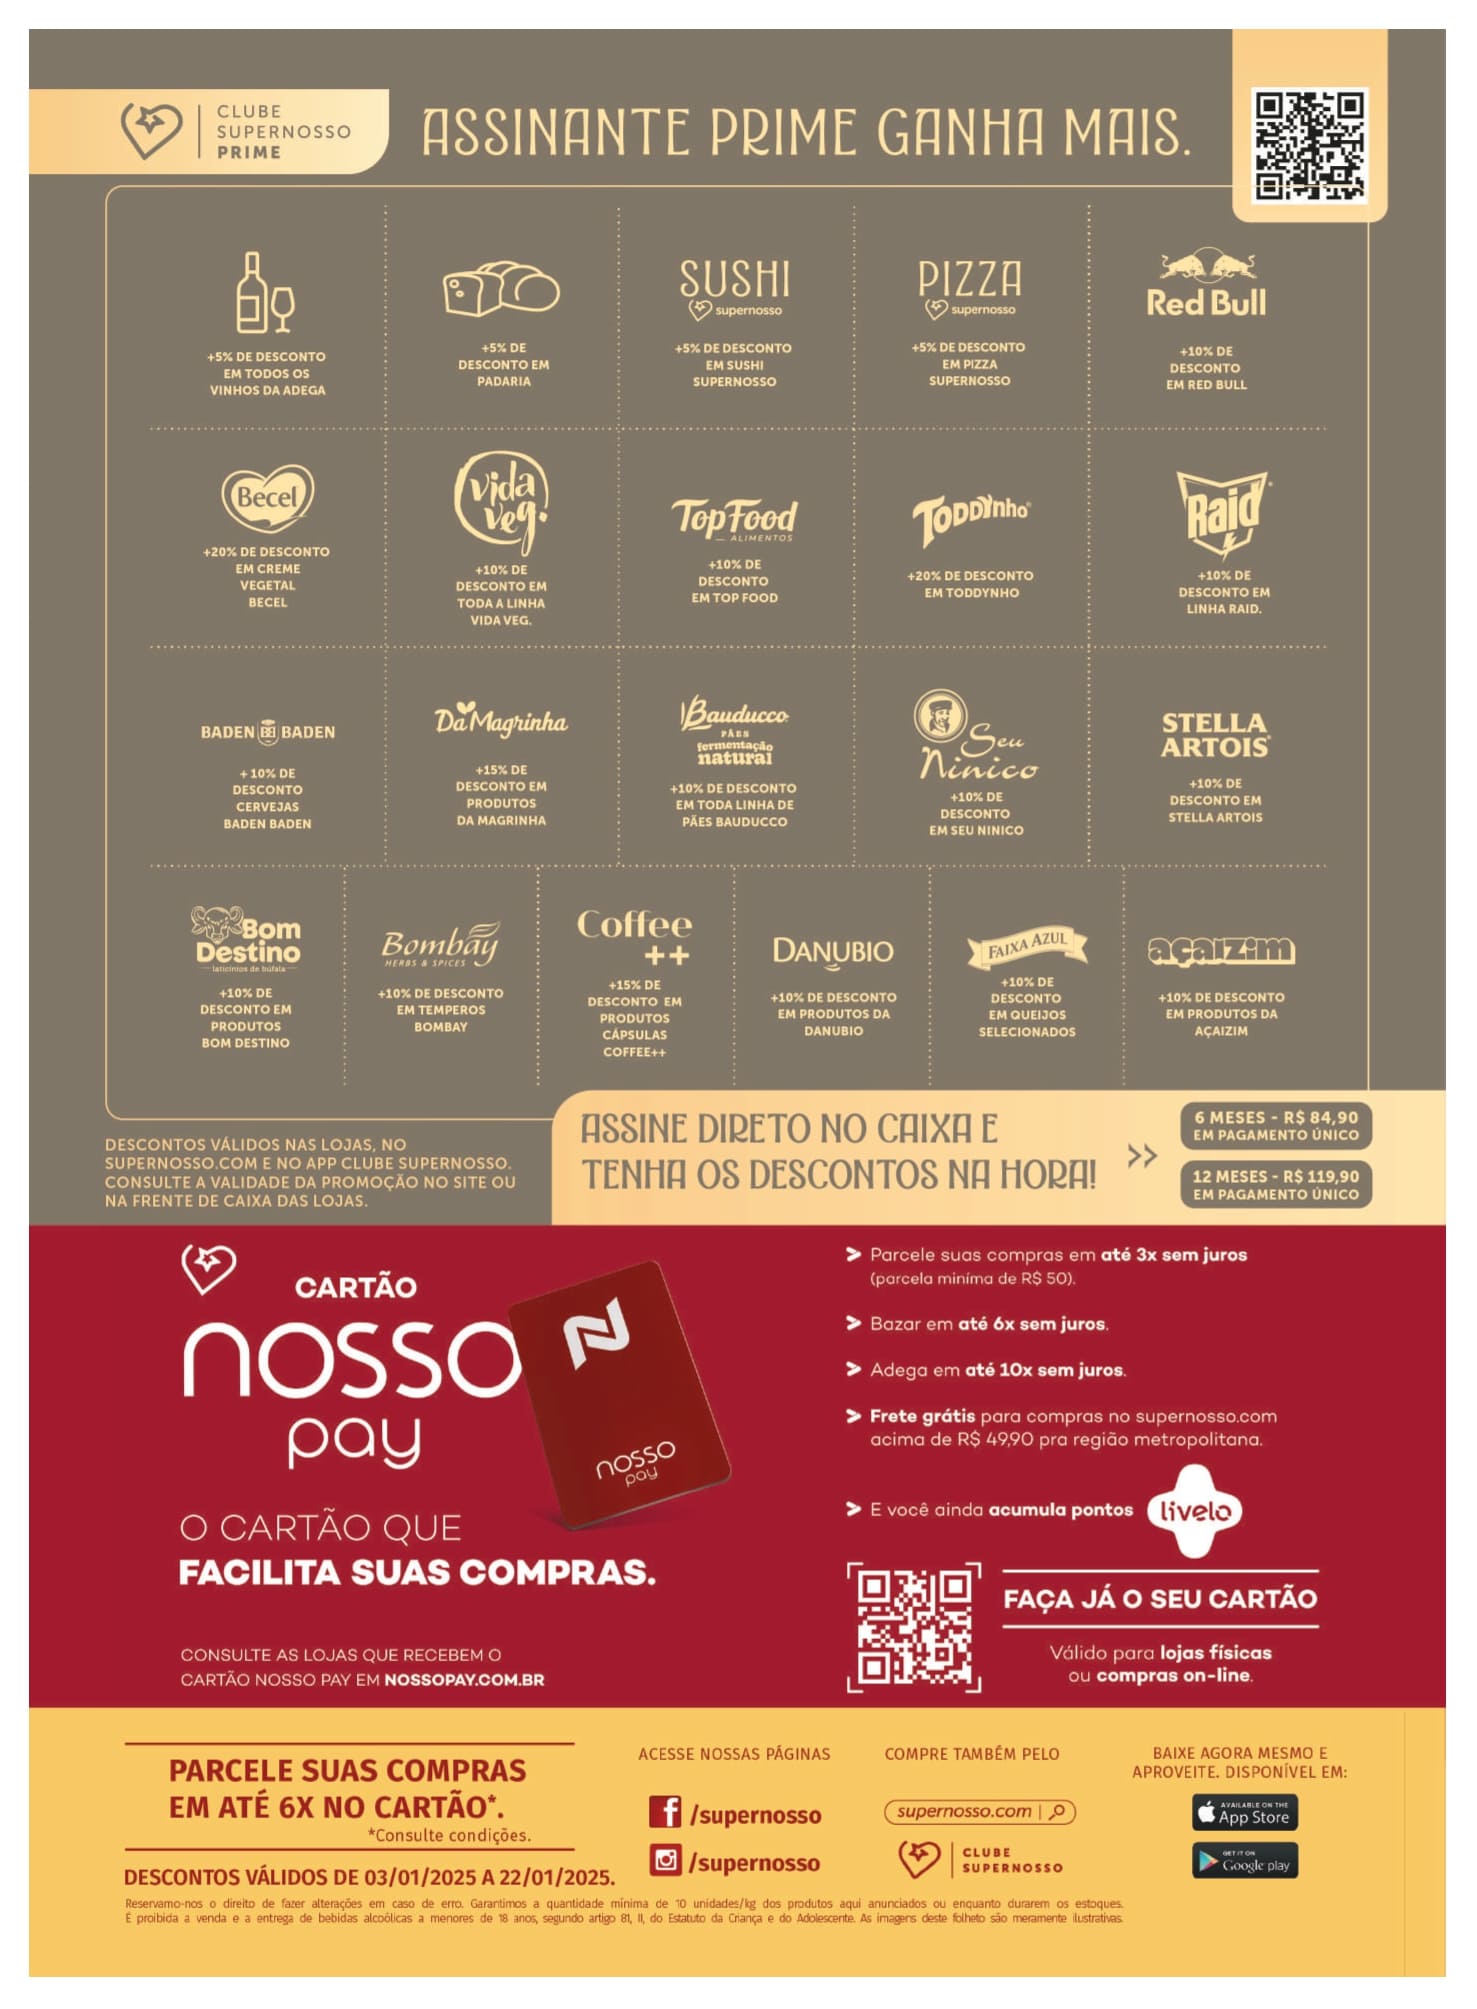 CLUBE
SUPERNOSSO
PRIME
ASSINANTE PRIME GANHA MAIS.
+5% DE DESCONTO
EM TODOS OS
VINHOS DA ADEGA
+5% DE
DESCONTO EM
PADARIA
SUSHI
supernosso
+5% DE DESCONTO
EM SUSHI
SUPERNOSSO
PIZZA
supernosso
+5% DE DESCONTO
EM PIZZA
SUPERNOSSO
Red Bull
+10% DE
DESCONTO
EM RED BULL
Becel
+20% DE DESCONTO
EM CREME
VEGETAL
BECEL
vida
veg.
+10% DE
DESCONTO EM
TODA A LINHA
VIDA VEG.
TopFood
ALIMENTOS
+10% DE
DESCONTO
EM TOP FOOD
TODDYnho
+20% DE DESCONTO
EM TODDYNHO
Raid
+10% DE
DESCONTO EM
LINHA RAID.
BADEN BADEN
+ 10% DE
DESCONTO
CERVEJAS
BADEN BADEN
Da Magrinha
+15% DE
DESCONTO EM
PRODUTOS
DA MAGRINHA
Bauducco
PÃES
fermentação
natural
+10% DE DESCONTO
EM TODA LINHA DE
PÃES BAUDUCCO
Seu
Ninico
+10% DE
DESCONTO
EM SEU NINICO
STELLA
ARTOIS
+10% DE
DESCONTO EM
STELLA ARTOIS
Bom
Destino
laticínios de búfala
+10% DE
DESCONTO EM
PRODUTOS
BOM DESTINO
Bombay
HERBS & SPICES
+10% DE DESCONTO
EM TEMPEROS
BOMBAY
Coffee
++
+15% DE
DESCONTO EM
PRODUTOS
CÁPSULAS
COFFEE++
DANUBIO
+10% DE DESCONTO
EM PRODUTOS DA
DANUBIO
FAIXA AZUL
+10% DE
DESCONTO
EM QUEIJOS
SELECIONADOS
açaizim
+10% DE DESCONTO
EM PRODUTOS DA
AÇAIZIM
DESCONTOS VÁLIDOS NAS LOJAS, NO
SUPERNOSSO.COM E NO APP CLUBE SUPERNOSSO.
CONSULTE A VALIDADE DA PROMOÇÃO NO SITE OU
NA FRENTE DE CAIXA DAS LOJAS.
ASSINE DIRETO NO CAIXA E
TENHA OS DESCONTOS NA HORA!
6 MESES - R$ 84,90
EM PAGAMENTO ÚNICO
12 MESES - R$ 119,90
EM PAGAMENTO ÚNICO
CARTÃO
nosso
pay
nosso
pay
O CARTÃO QUE
FACILITA SUAS COMPRAS.
CONSULTE AS LOJAS QUE RECEBEM O
CARTÃO NOSSO PAY EM NOSSOPAY.COM.BR
Parcele suas compras em até 3x sem juros
(parcela miníma de R$ 50).
Bazar em até 6x sem juros.
Adega em até 10x sem juros.
Frete grátis para compras no supernosso.com
acima de R$ 49,90 pra região metropolitana.
E você ainda acumula pontos livelo
FAÇA JÁ O SEU CARTÃO
Válido para lojas físicas
ou compras on-line.
PARCELE SUAS COMPRAS
EM ATÉ 6X NO CARTÃO*.
*Consulte condições.
DESCONTOS VÁLIDOS DE 03/01/2025 A 22/01/2025.
ACESSE NOSSAS PÁGINAS
/supernosso
/supernosso
COMPRE TAMBÉM PELO
supernosso.com
CLUBE
SUPERNOSSO
BAIXE AGORA MESMO E
APROVEITE. DISPONÍVEL EM:
AVAILABLE ON THE
App Store
GET IT ON
Google play
Reservamo-nos o direito de fazer alterações em caso de erro. Garantimos a quantidade mínima de 10 unidades/kg dos produtos aqui anunciados ou enquanto durarem os estoques.
É proibida a venda e a entrega de bebidas alcoólicas a menores de 18 anos, segundo artigo 81, II, do Estatuto da Criança e do Adolescente. As imagens deste folheto são meramente ilustrativas.